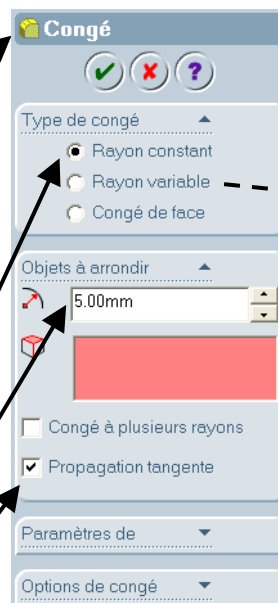 Congé
?
Type de congé
Rayon constant
Rayon variable
Congé de face
Objets à arrondir
5.00mm
Congé à plusieurs rayons
Propagation tangente
Paramètres de
Options de congé